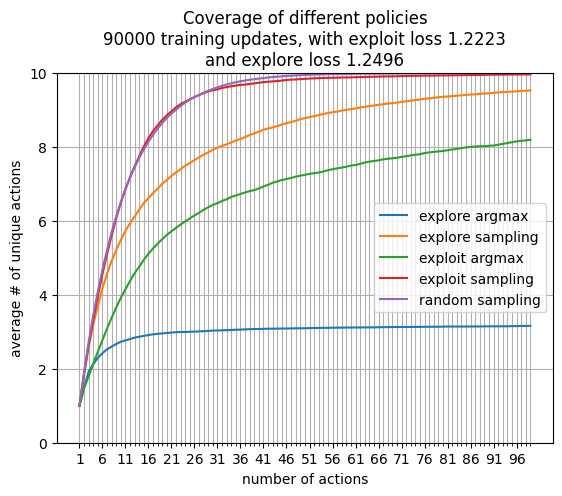 Coverage of different policies
90000 training updates, with exploit loss 1.2223
and explore loss 1.2496
10
8
6
4
2
0
average # of unique actions
explore argmax
explore sampling
exploit argmax
exploit sampling
random sampling
1 6 11 16 21 26 31 36 41 46 51 56 61 66 71 76 81 86 91 96
number of actions